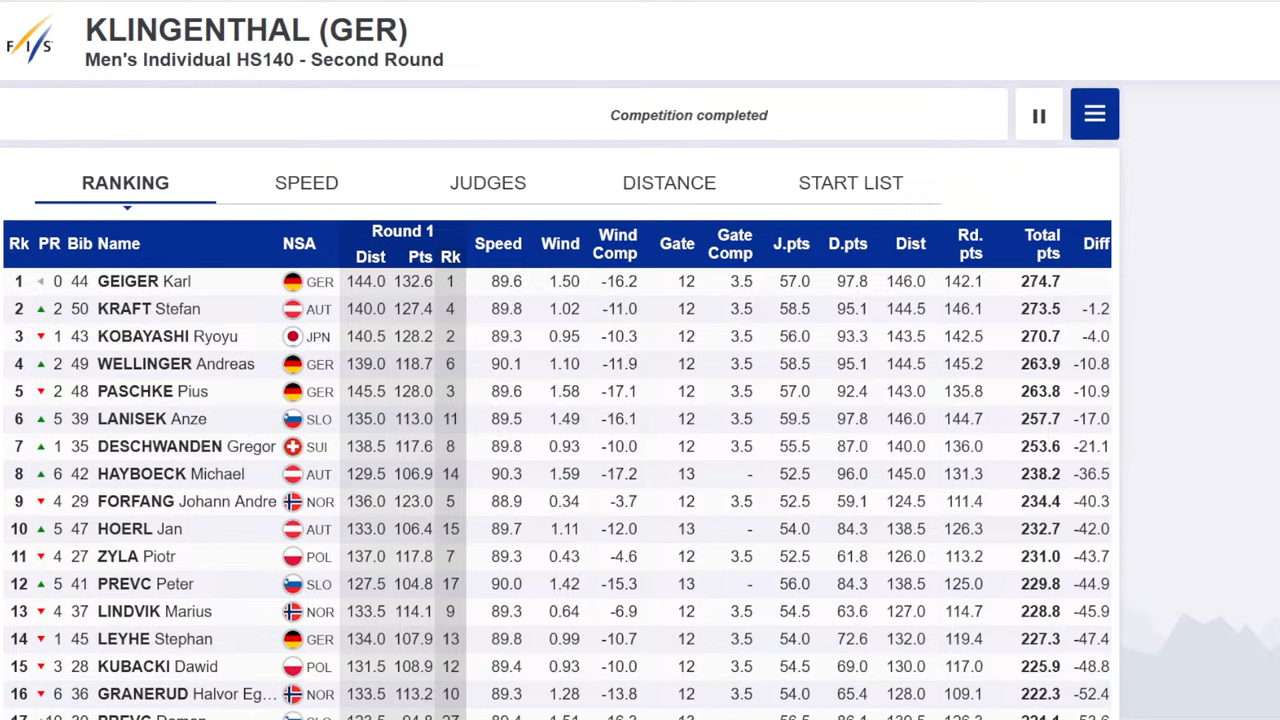 FIS
KLINGENTHAL (GER)
Men's Individual HS140 - Second Round
Competition completed
RANKING SPEED JUDGES DISTANCE START LIST
Rk PR Bib Name NSA Round 1 Dist Pts Rk Speed Wind Wind Comp Gate Gate Comp J.pts D.pts Dist Rd. pts Total pts Diff
1 0 44 GEIGER Karl GER 144.0 132.6 1 89.6 1.50 -16.2 12 3.5 57.0 97.8 146.0 142.1 274.7
2 2 50 KRAFT Stefan AUT 140.0 127.4 4 89.8 1.02 -11.0 12 3.5 58.5 95.1 144.5 146.1 273.5 -1.2
3 1 43 KOBAYASHI Ryoyu JPN 140.5 128.2 2 89.3 0.95 -10.3 12 3.5 56.0 93.3 143.5 142.5 270.7 -4.0
4 2 49 WELLINGER Andreas GER 139.0 118.7 6 90.1 1.10 -11.9 12 3.5 58.5 95.1 144.5 145.2 263.9 -10.8
5 2 48 PASCHKE Pius GER 145.5 128.0 3 89.1 1.58 -17.1 12 3.5 57.0 92.4 143.0 135.8 263.8 -10.9
6 5 39 LANISEK Anze SLO 135.0 113.0 11 89.5 1.49 -16.1 12 3.5 59.5 97.8 146.0 144.7 257.7 -17.0
7 1 35 DESCHWANDEN Gregor SUI 138.5 117.6 8 89.8 0.93 -10.0 12 3.5 55.5 87.0 140.0 136.0 253.6 -21.1
8 6 42 HAYBOECK Michael AUT 129.5 106.9 14 90.3 1.59 -17.2 13 - 52.5 96.0 145.0 131.3 238.2 -36.5
9 4 29 FORFANG Johann Andre NOR 136.0 123.0 5 88.9 0.34 -3.7 12 3.5 52.5 59.1 124.5 111.4 234.4 -40.3
10 5 47 HOERL Jan AUT 133.0 106.4 15 89.7 1.11 -12.0 13 - 54.0 84.3 138.5 126.3 232.7 -42.0
11 4 27 ZYLA Piotr POL 137.0 117.8 7 89.3 0.43 -4.6 12 3.5 52.5 61.8 126.0 113.2 231.0 -43.7
12 5 41 PREVC Peter SLO 127.5 104.8 17 90.0 1.42 -15.3 13 - 56.0 84.3 138.5 125.0 229.8 -44.9
13 4 37 LINDVIK Marius NOR 133.5 114.1 9 89.3 0.64 -6.9 12 3.5 54.5 63.6 127.0 114.7 228.8 -45.9
14 1 45 LEYHE Stephan GER 134.0 107.9 13 89.8 0.99 -10.7 12 3.5 54.0 72.6 132.0 119.4 227.3 -47.4
15 3 28 KUBACKI Dawid POL 131.5 108.9 12 89.4 0.93 -10.0 12 3.5 54.5 69.0 130.0 117.0 225.9 -48.8
16 6 36 GRANERUD Halvor Eg… NOR 133.5 113.2 10 89.3 1.28 -13.8 12 3.5 54.0 65.4 128.0 109.1 222.3 -52.4